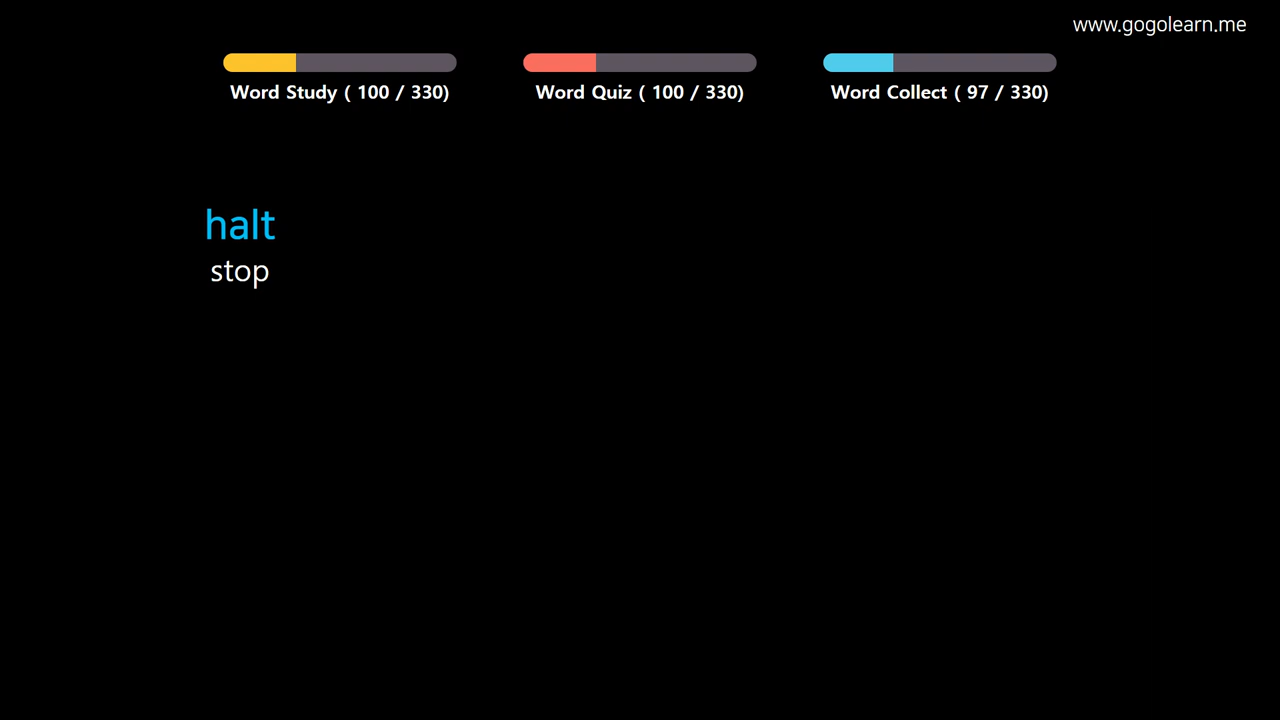 www.gogolearn.me
Word Study ( 100 / 330)
Word Quiz ( 100 / 330)
Word Collect ( 97 / 330)
halt
stop